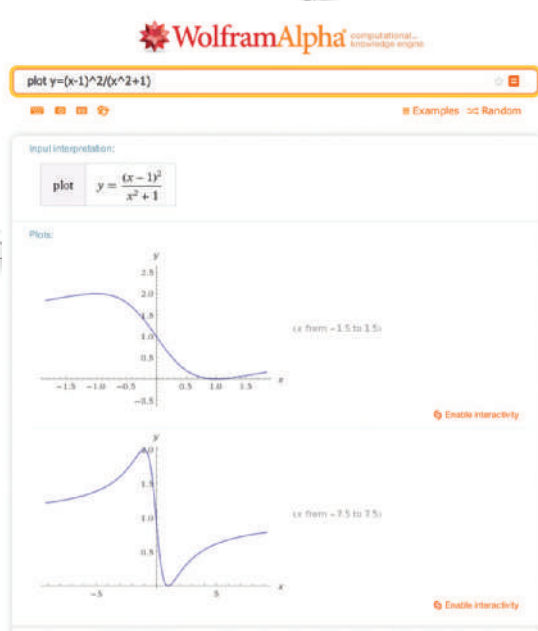 WolframAlpha computational... knowledge engine
plot y=(x-1)^2/(x^2+1)
Examples Random
Input interpretation:
plot y = (x − 1)² / (x² + 1)
Plots:
y
2.5
2.0
1.5
1.0
0.5
−1.5 −1.0 −0.5 0.5 1.0 1.5 x
−0.5
(x from −1.5 to 1.5)
Enable interactivity
y
2.0
1.5
1.0
0.5
−5 5 x
(x from −7.5 to 7.5)
Enable interactivity